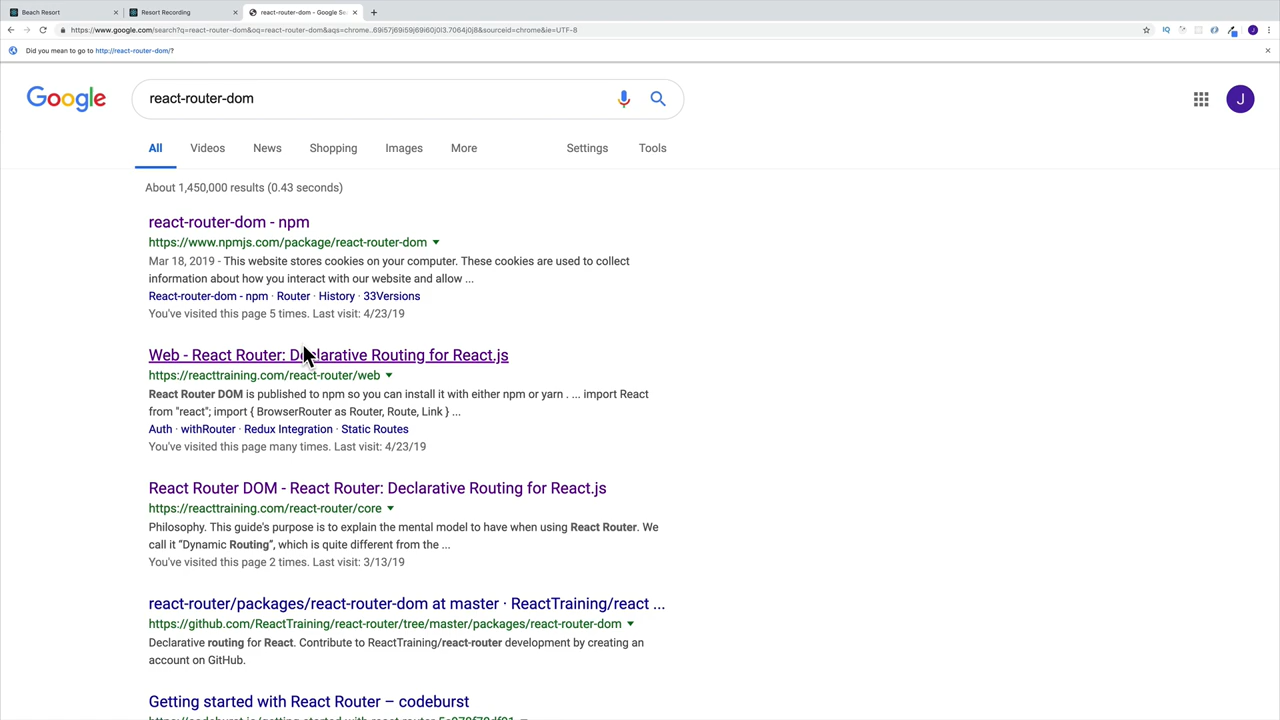 Beach Resort
Resort Recording
react-router-dom - Google Se
https://www.google.com/search?q=react-router-dom&oq=react-router-dom&aqs=chrome..69i57j69i59j69i60j0l3.7064j0j8&sourceid=chrome&ie=UTF-8
Did you mean to go to http://react-router-dom/?
Google
react-router-dom
J
All Videos News Shopping Images More Settings Tools
About 1,450,000 results (0.43 seconds)
react-router-dom - npm
https://www.npmjs.com/package/react-router-dom
Mar 18, 2019 - This website stores cookies on your computer. These cookies are used to collect
information about how you interact with our website and allow ...
React-router-dom - npm · Router · History · 33Versions
You've visited this page 5 times. Last visit: 4/23/19
Web - React Router: Declarative Routing for React.js
https://reacttraining.com/react-router/web
React Router DOM is published to npm so you can install it with either npm or yarn . ... import React
from "react"; import { BrowserRouter as Router, Route, Link } ...
Auth · withRouter · Redux Integration · Static Routes
You've visited this page many times. Last visit: 4/23/19
React Router DOM - React Router: Declarative Routing for React.js
https://reacttraining.com/react-router/core
Philosophy. This guide's purpose is to explain the mental model to have when using React Router. We
call it “Dynamic Routing”, which is quite different from the ...
You've visited this page 2 times. Last visit: 3/13/19
react-router/packages/react-router-dom at master · ReactTraining/react ...
https://github.com/ReactTraining/react-router/tree/master/packages/react-router-dom
Declarative routing for React. Contribute to ReactTraining/react-router development by creating an
account on GitHub.
Getting started with React Router – codeburst